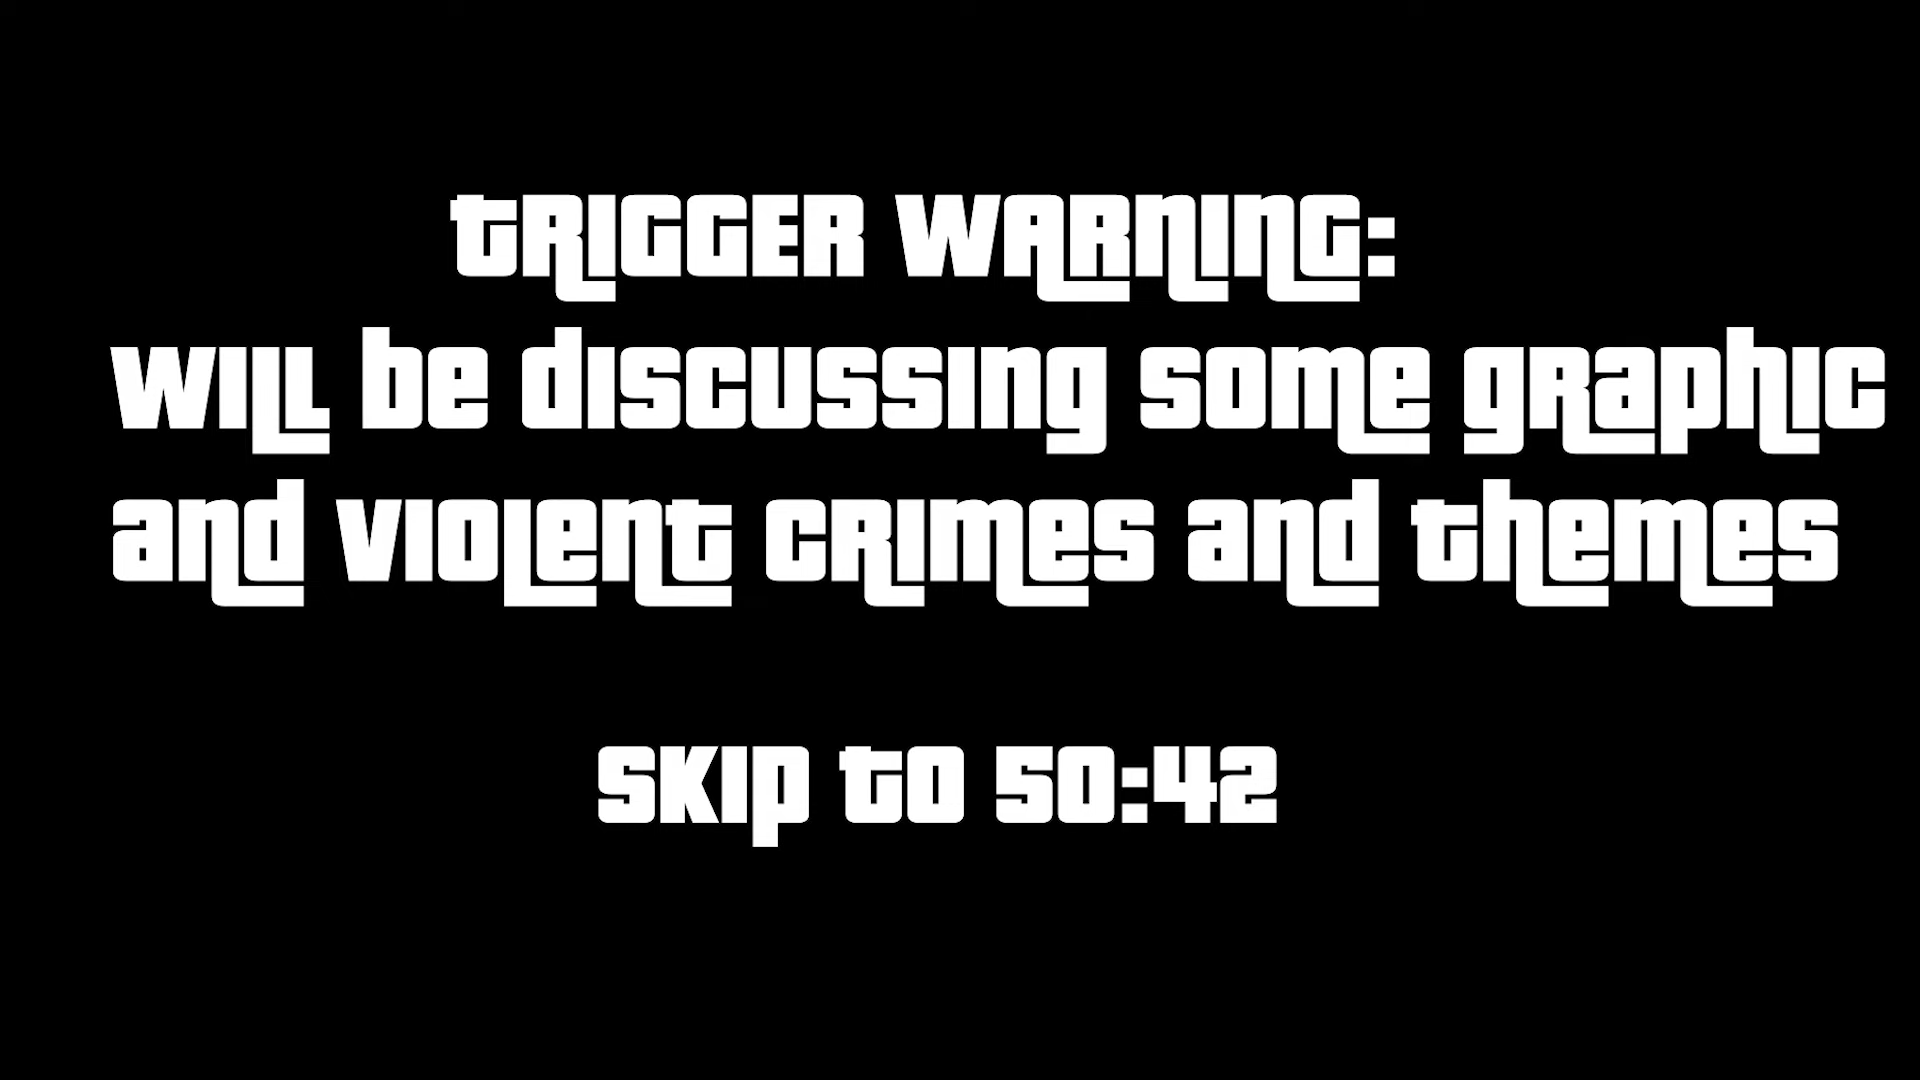 TRIGGER WARNING:
will be discussing some graphic
and violent crimes and themes
skip to 50:42